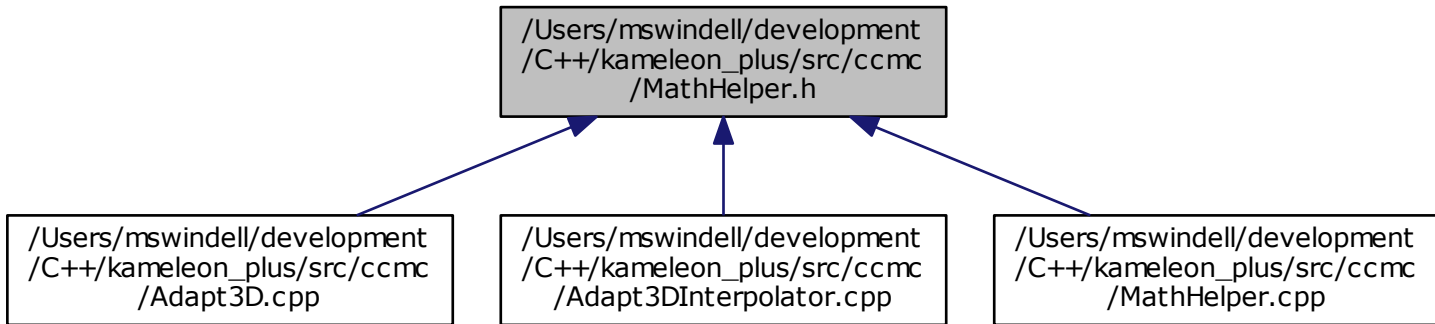 /Users/mswindell/development
/C++/kameleon_plus/src/ccmc
/MathHelper.h
/Users/mswindell/development
/C++/kameleon_plus/src/ccmc
/Adapt3D.cpp
/Users/mswindell/development
/C++/kameleon_plus/src/ccmc
/Adapt3DInterpolator.cpp
/Users/mswindell/development
/C++/kameleon_plus/src/ccmc
/MathHelper.cpp